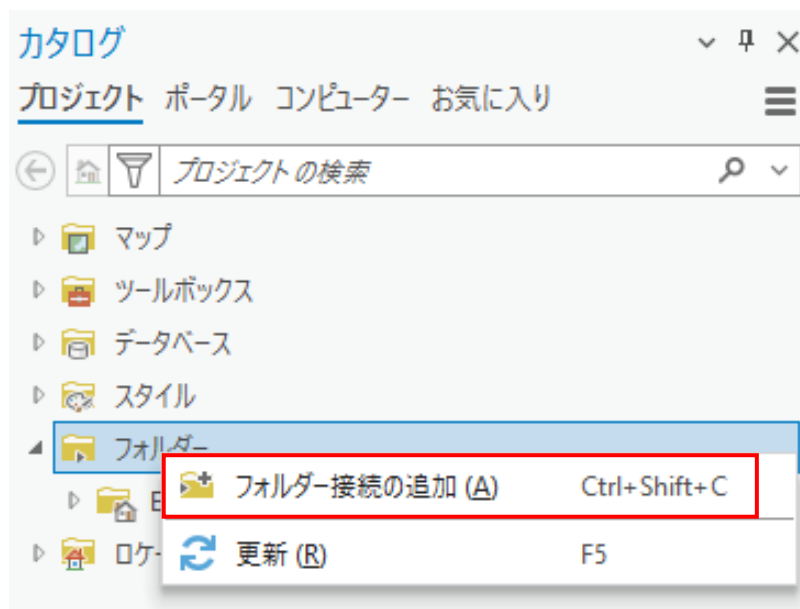 カタログ
プロジェクト ポータル コンピューター お気に入り
プロジェクトの検索
マップ
ツールボックス
データベース
スタイル
フォルダー
フォルダー接続の追加 (A) Ctrl+Shift+C
更新 (R) F5